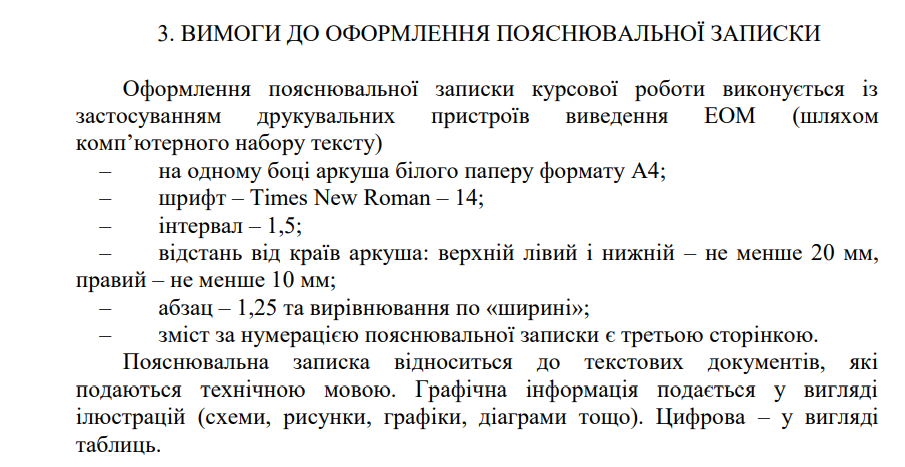 3. ВИМОГИ ДО ОФОРМЛЕННЯ ПОЯСНЮВАЛЬНОЇ ЗАПИСКИ
Оформлення пояснювальної записки курсової роботи виконується із
застосуванням друкувальних пристроїв виведення ЕОМ (шляхом
комп’ютерного набору тексту)
– на одному боці аркуша білого паперу формату А4;
– шрифт – Times New Roman – 14;
– інтервал – 1,5;
– відстань від країв аркуша: верхній лівий і нижній – не менше 20 мм,
правий – не менше 10 мм;
– абзац – 1,25 та вирівнювання по «ширині»;
– зміст за нумерацією пояснювальної записки є третьою сторінкою.
Пояснювальна записка відноситься до текстових документів, які
подаються технічною мовою. Графічна інформація подається у вигляді
ілюстрацій (схеми, рисунки, графіки, діаграми тощо). Цифрова – у вигляді
таблиць.